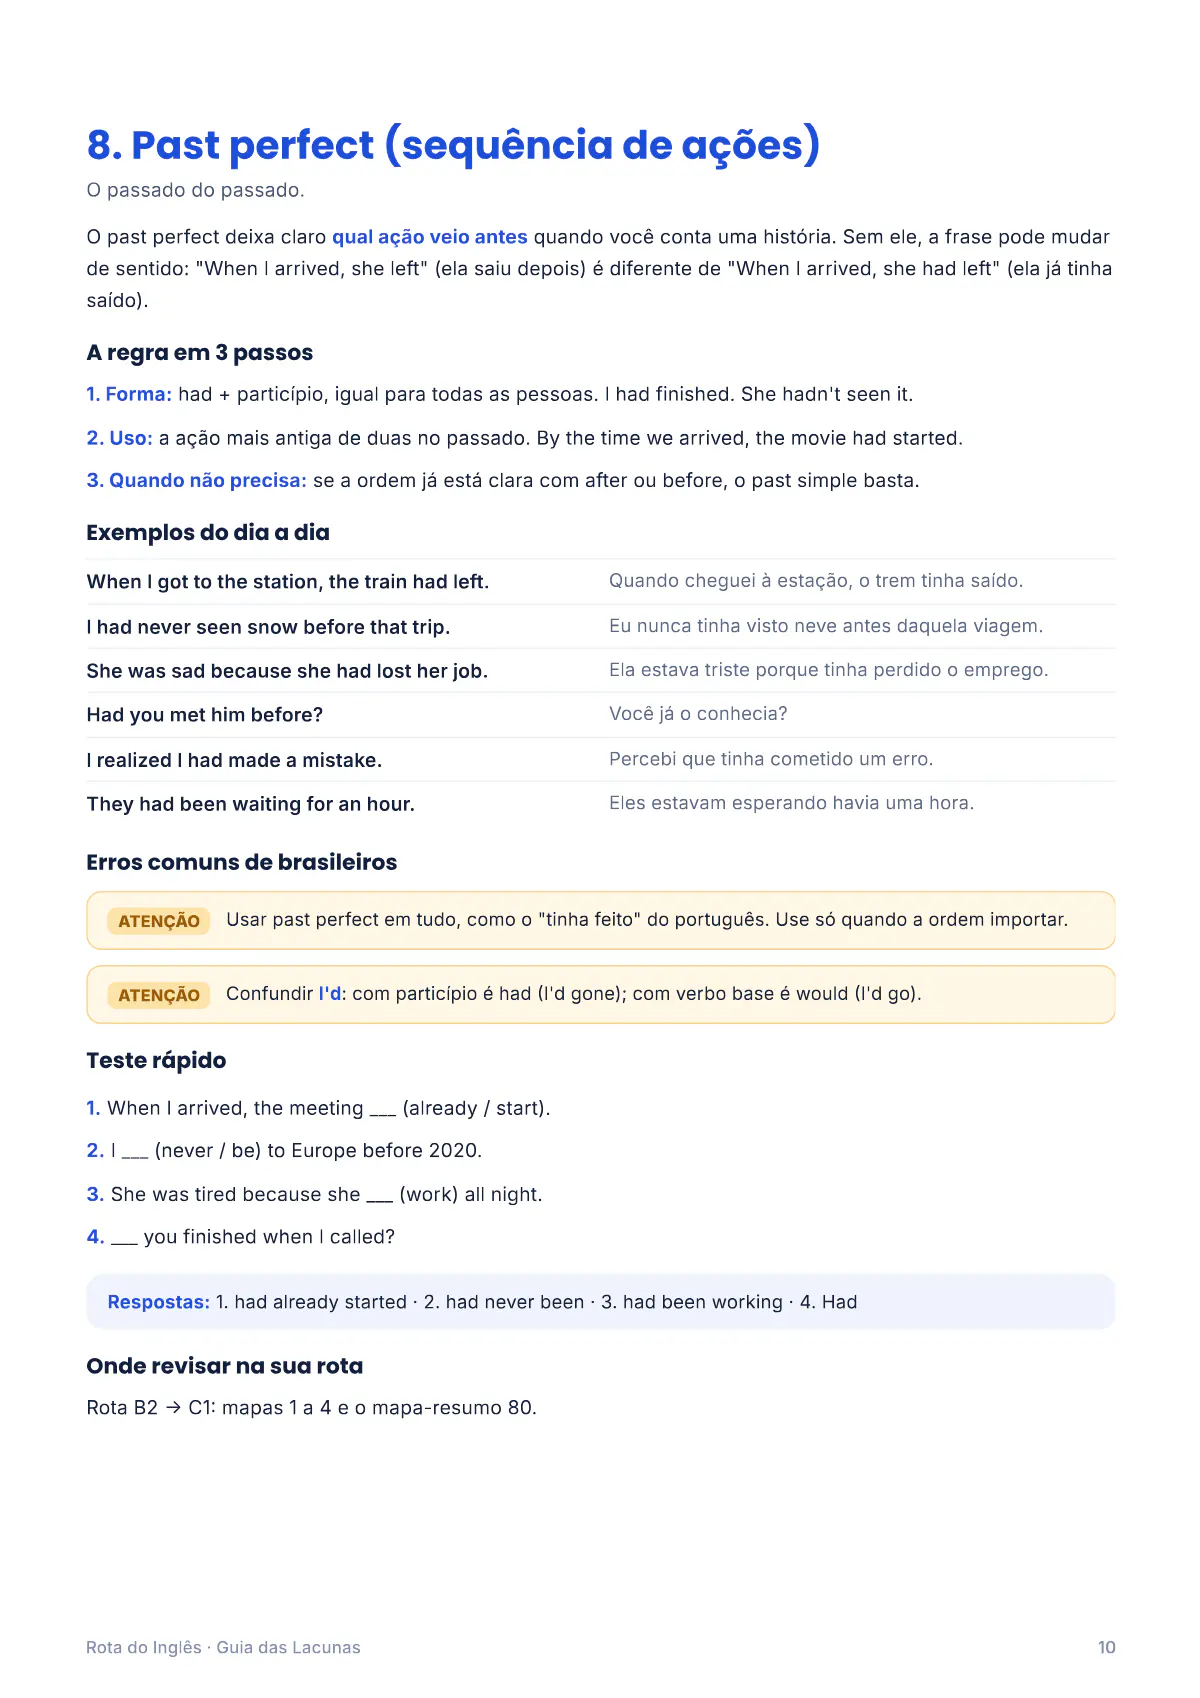 8. Past perfect (sequência de ações)
O passado do passado.
O past perfect deixa claro qual ação veio antes quando você conta uma história. Sem ele, a frase pode mudar
de sentido: "When I arrived, she left" (ela saiu depois) é diferente de "When I arrived, she had left" (ela já tinha
saído).
A regra em 3 passos
1. Forma: had + particípio, igual para todas as pessoas. I had finished. She hadn't seen it.
2. Uso: a ação mais antiga de duas no passado. By the time we arrived, the movie had started.
3. Quando não precisa: se a ordem já está clara com after ou before, o past simple basta.
Exemplos do dia a dia
When I got to the station, the train had left. Quando cheguei à estação, o trem tinha saído.
I had never seen snow before that trip. Eu nunca tinha visto neve antes daquela viagem.
She was sad because she had lost her job. Ela estava triste porque tinha perdido o emprego.
Had you met him before? Você já o conhecia?
I realized I had made a mistake. Percebi que tinha cometido um erro.
They had been waiting for an hour. Eles estavam esperando havia uma hora.
Erros comuns de brasileiros
ATENÇÃO Usar past perfect em tudo, como o "tinha feito" do português. Use só quando a ordem importar.
ATENÇÃO Confundir I'd: com particípio é had (I'd gone); com verbo base é would (I'd go).
Teste rápido
1. When I arrived, the meeting ___ (already / start).
2. I ___ (never / be) to Europe before 2020.
3. She was tired because she ___ (work) all night.
4. ___ you finished when I called?
Respostas: 1. had already started · 2. had never been · 3. had been working · 4. Had
Onde revisar na sua rota
Rota B2 → C1: mapas 1 a 4 e o mapa-resumo 80.
Rota do Inglês · Guia das Lacunas 10